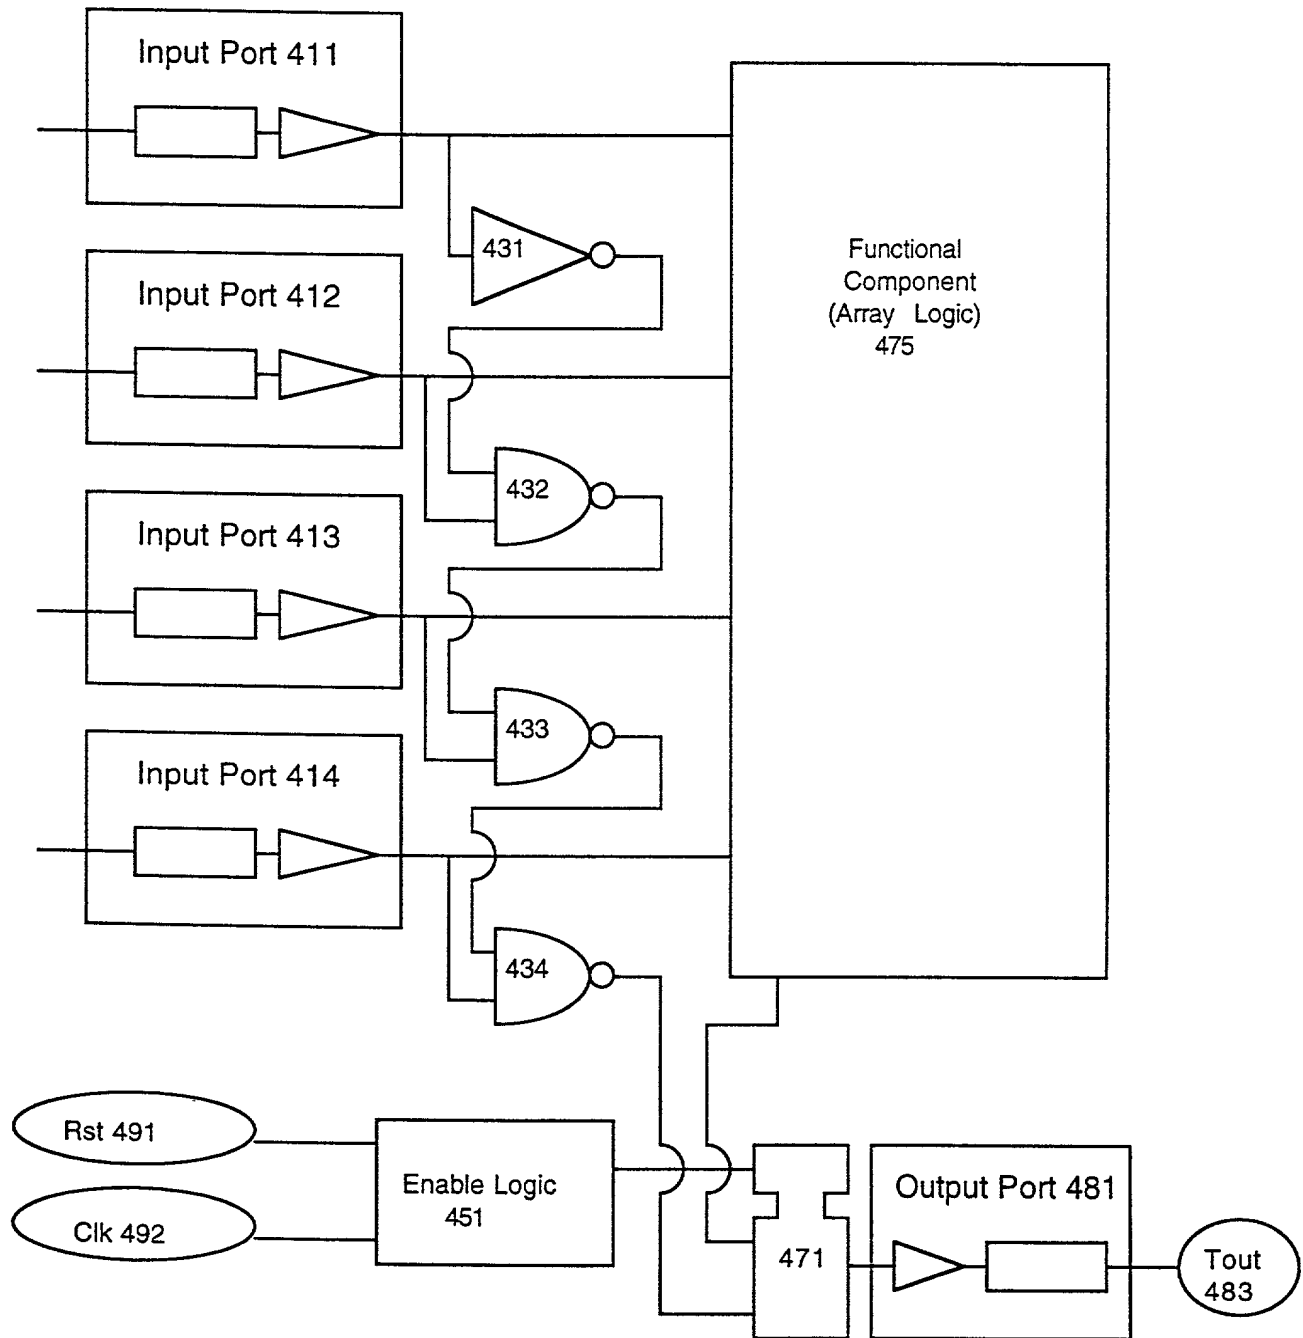 Input Port 411
431
Input Port 412
Functional
Component
(Array Logic)
475
432
Input Port 413
433
Input Port 414
434
Rst 491
Clk 492
Enable Logic
451
471
Output Port 481
Tout
483